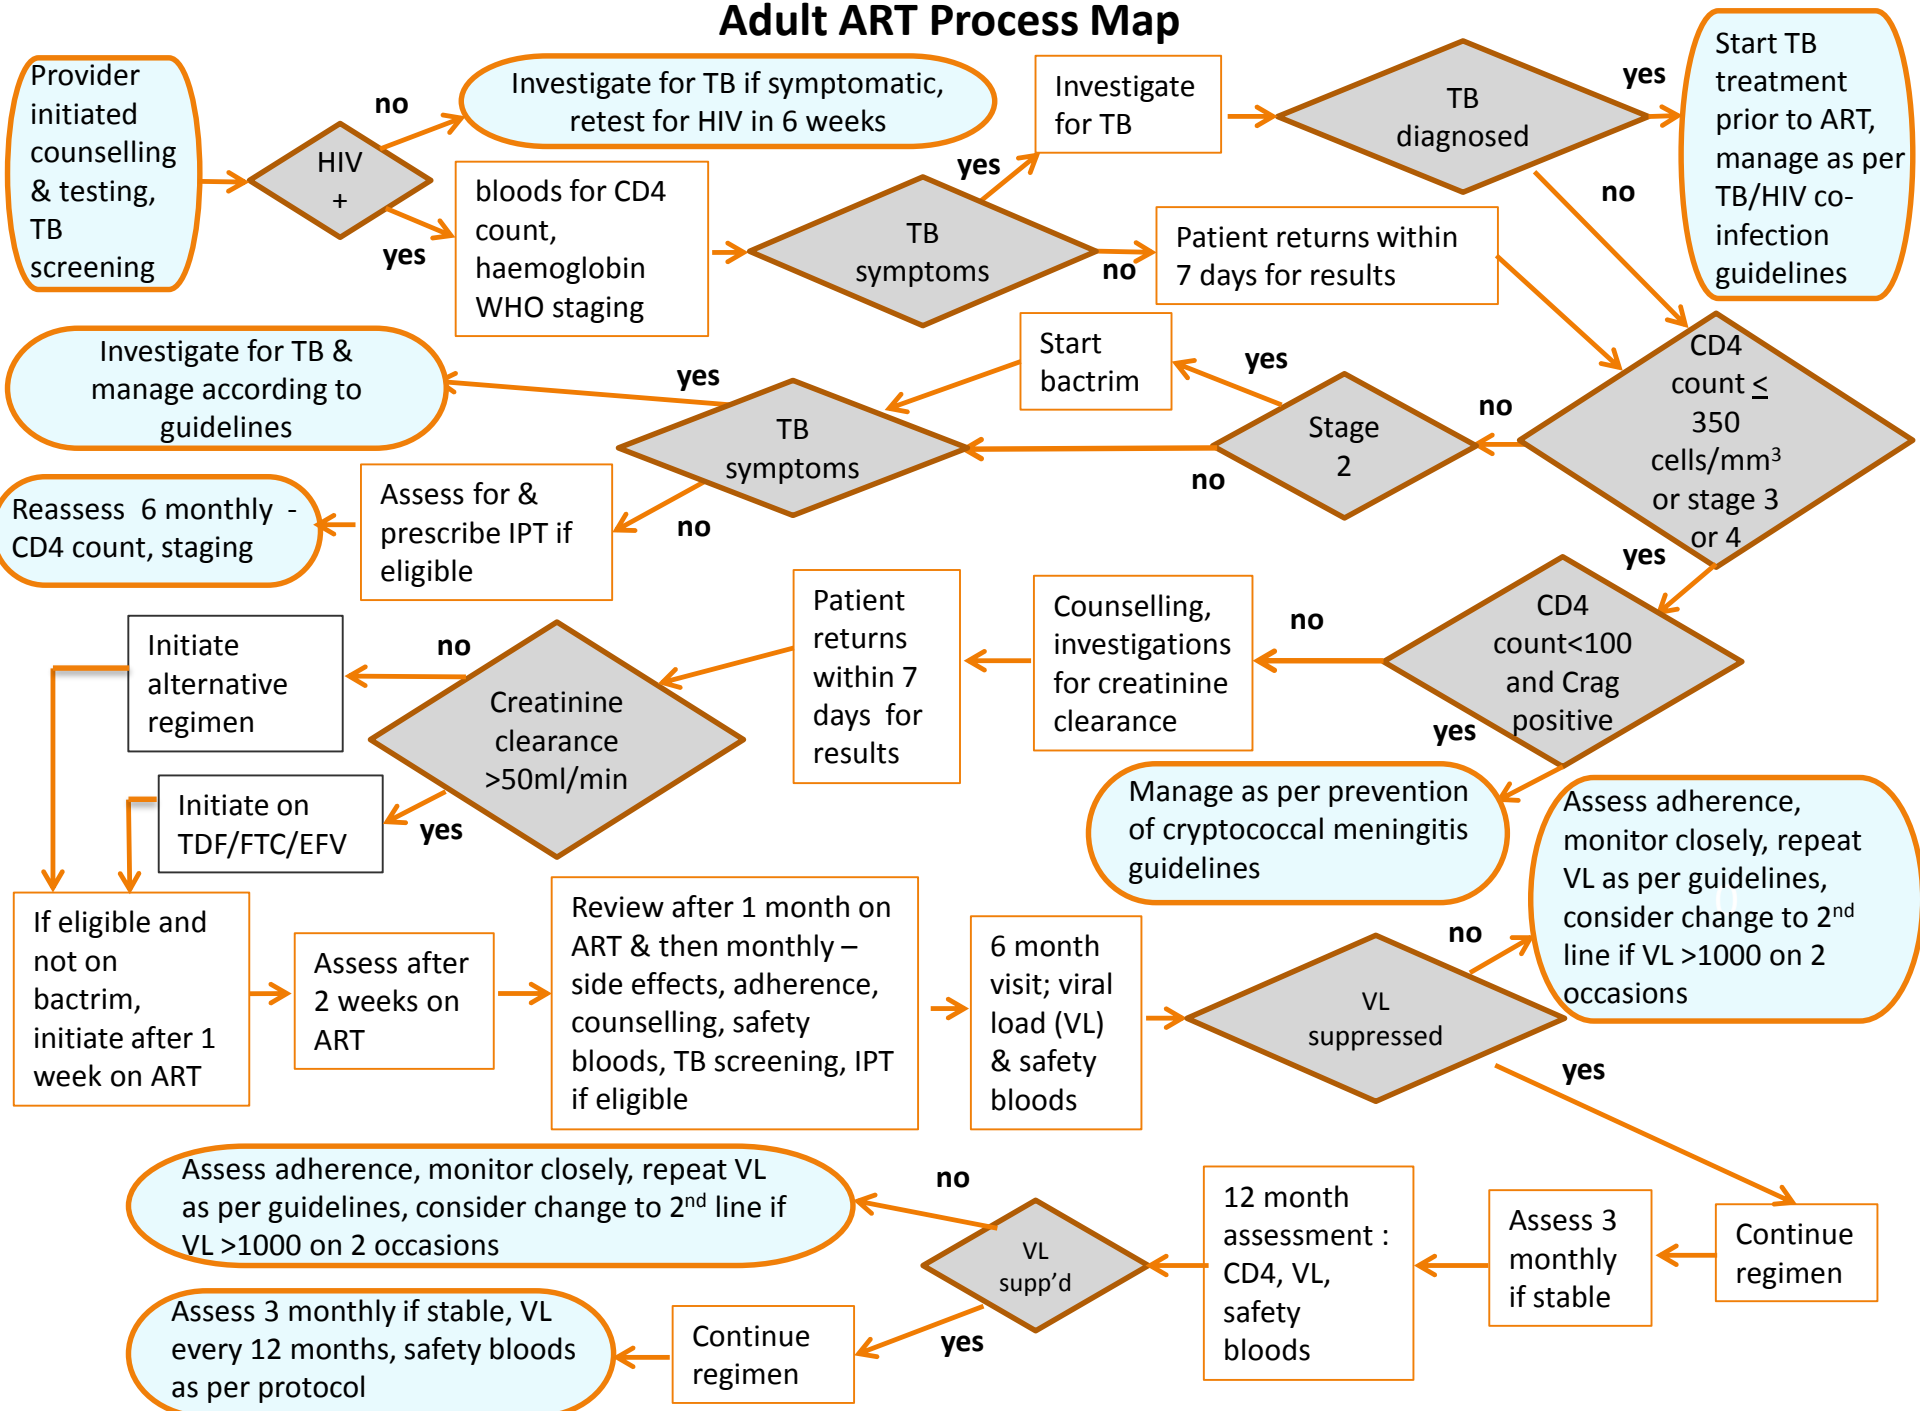 Adult ART Process Map
Provider
initiated
counselling
& testing,
TB
screening
HIV
+
no
Investigate for TB if symptomatic,
retest for HIV in 6 weeks
yes
bloods for CD4
count,
haemoglobin
WHO staging
TB
symptoms
yes
Investigate
for TB
no
Patient returns within
7 days for results
TB
diagnosed
yes
Start TB
treatment
prior to ART,
manage as per
TB/HIV co-
infection
guidelines
no
CD4
count ≤
350
cells/mm³
or stage 3
or 4
no
Stage
2
yes
Start
bactrim
no
TB
symptoms
yes
Investigate for TB &
manage according to
guidelines
no
Assess for &
prescribe IPT if
eligible
Reassess 6 monthly -
CD4 count, staging
yes
CD4
count<100
and Crag
positive
yes
Manage as per prevention
of cryptococcal meningitis
guidelines
no
Counselling,
investigations
for creatinine
clearance
Patient
returns
within 7
days for
results
Creatinine
clearance
>50ml/min
no
Initiate
alternative
regimen
yes
Initiate on
TDF/FTC/EFV
If eligible and
not on
bactrim,
initiate after 1
week on ART
Assess after
2 weeks on
ART
Review after 1 month on
ART & then monthly –
side effects, adherence,
counselling, safety
bloods, TB screening, IPT
if eligible
6 month
visit; viral
load (VL)
& safety
bloods
VL
suppressed
no
Assess adherence,
monitor closely, repeat
VL as per guidelines,
consider change to 2nd
line if VL >1000 on 2
occasions
yes
Continue
regimen
Assess 3
monthly
if stable
12 month
assessment :
CD4, VL,
safety
bloods
VL
supp’d
no
Assess adherence, monitor closely, repeat VL
as per guidelines, consider change to 2nd line if
VL >1000 on 2 occasions
yes
Continue
regimen
Assess 3 monthly if stable, VL
every 12 months, safety bloods
as per protocol